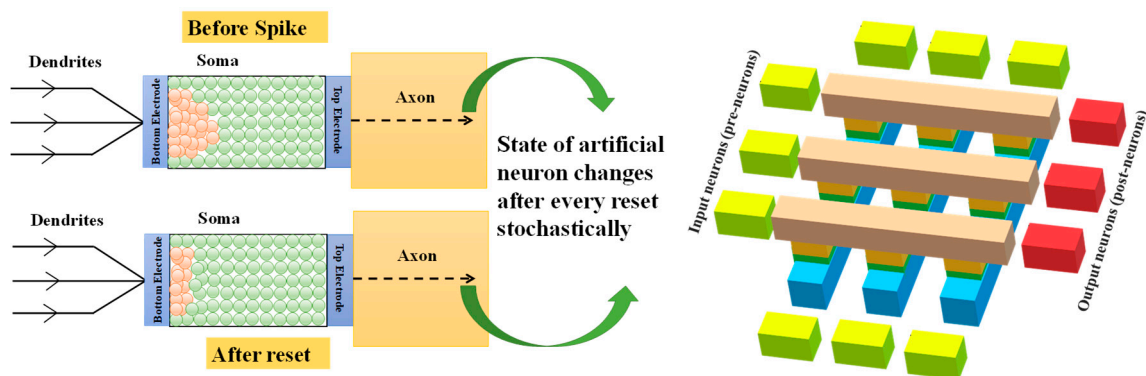 Before Spike
Dendrites
Soma
Bottom Electrode
Top Electrode
Axon
State of artificial
neuron changes
after every reset
stochastically
Dendrites
Soma
Bottom Electrode
Top Electrode
Axon
After reset
Input neurons (pre-neurons)
Output neurons (post-neurons)